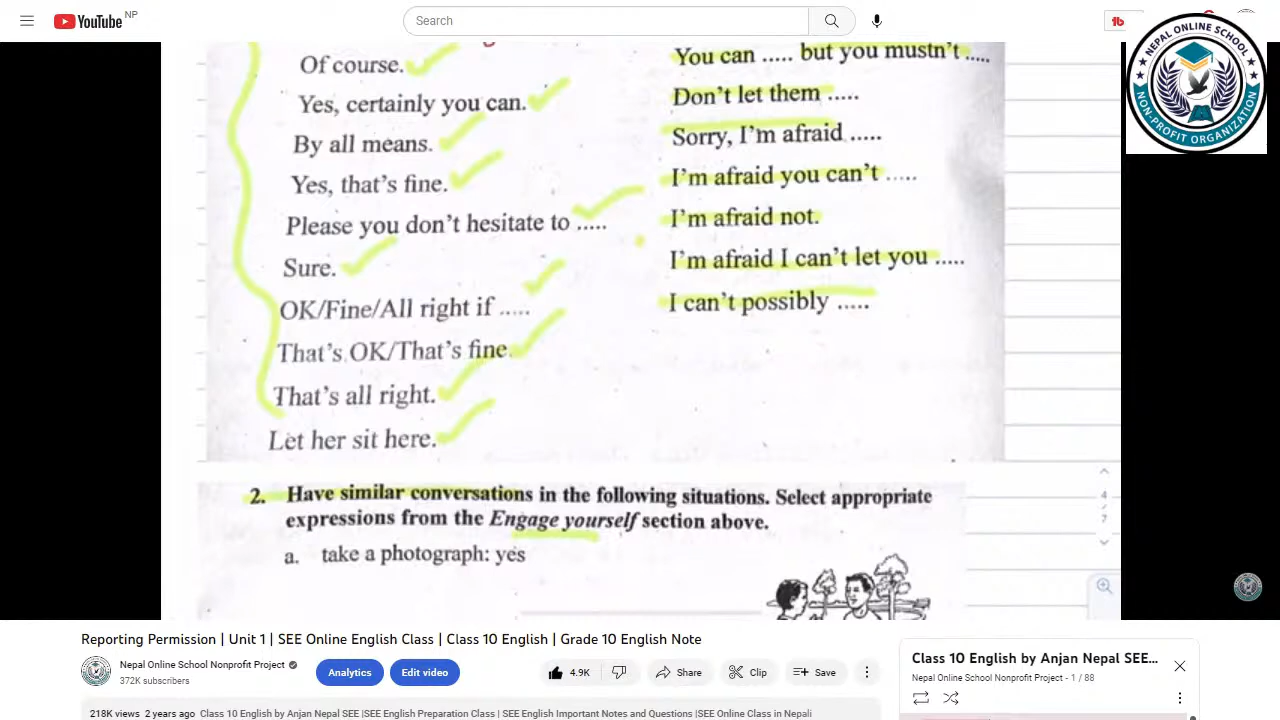 NP
YouTube
Search
NEPAL ONLINE SCHOOL
NON-PROFIT ORGANIZATION
Of course.
Yes, certainly you can.
By all means.
Yes, that's fine.
Please you don't hesitate to .....
Sure.
OK/Fine/All right if .....
That's OK/That's fine.
That's all right.
Let her sit here.
You can ..... but you mustn't .....
Don't let them .....
Sorry, I'm afraid .....
I'm afraid you can't .....
I'm afraid not.
I'm afraid I can't let you .....
I can't possibly .....
2. Have similar conversations in the following situations. Select appropriate
expressions from the Engage yourself section above.
a. take a photograph: yes
4
/
7
Reporting Permission | Unit 1 | SEE Online English Class | Class 10 English | Grade 10 English Note
Nepal Online School Nonprofit Project
372K subscribers
Analytics
Edit video
4.9K
Share
Clip
Save
218K views 2 years ago Class 10 English by Anjan Nepal SEE |SEE English Preparation Class | SEE English Important Notes and Questions |SEE Online Class in Nepali
Class 10 English by Anjan Nepal SEE...
Nepal Online School Nonprofit Project - 1 / 88